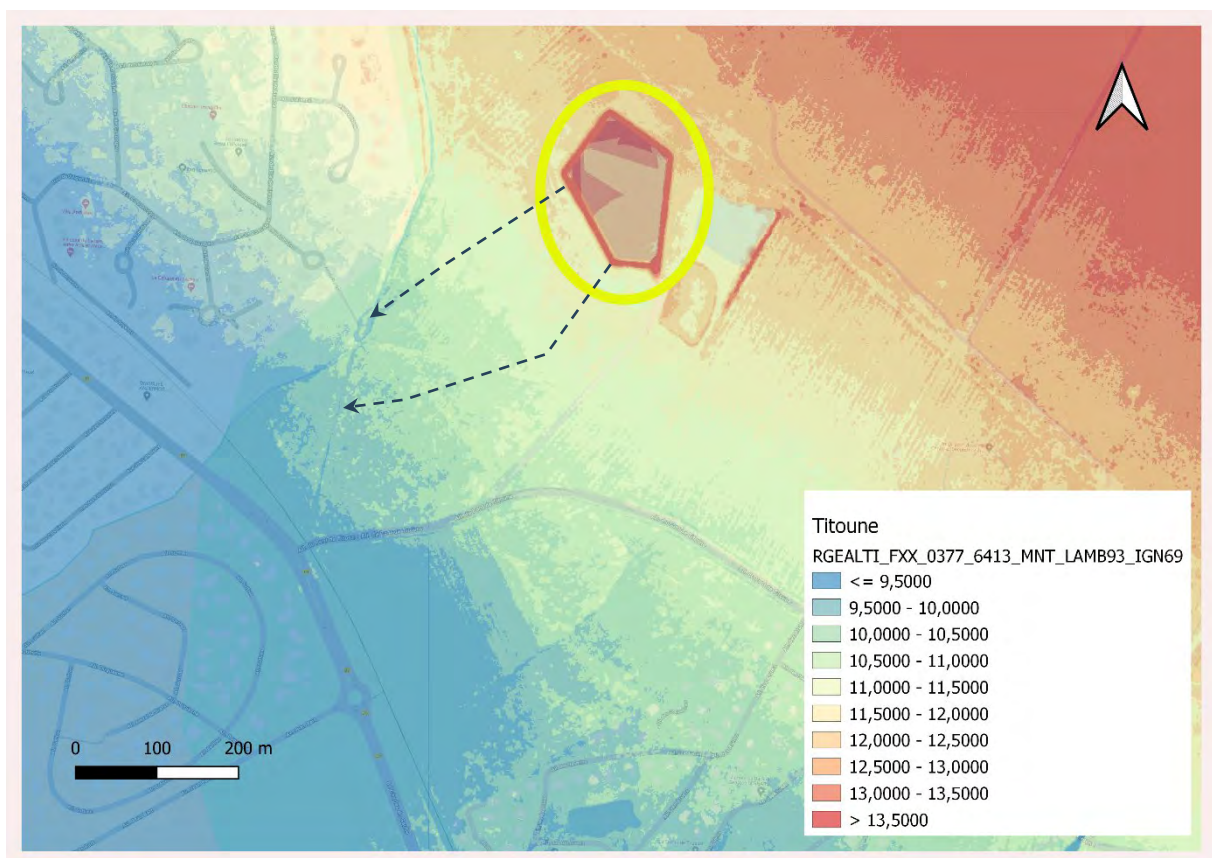 0 100 200 m
Titoune
RGEALTI_FXX_0377_6413_MNT_LAMB93_IGN69
<= 9,5000
9,5000 - 10,0000
10,0000 - 10,5000
10,5000 - 11,0000
11,0000 - 11,5000
11,5000 - 12,0000
12,0000 - 12,5000
12,5000 - 13,0000
13,0000 - 13,5000
> 13,5000